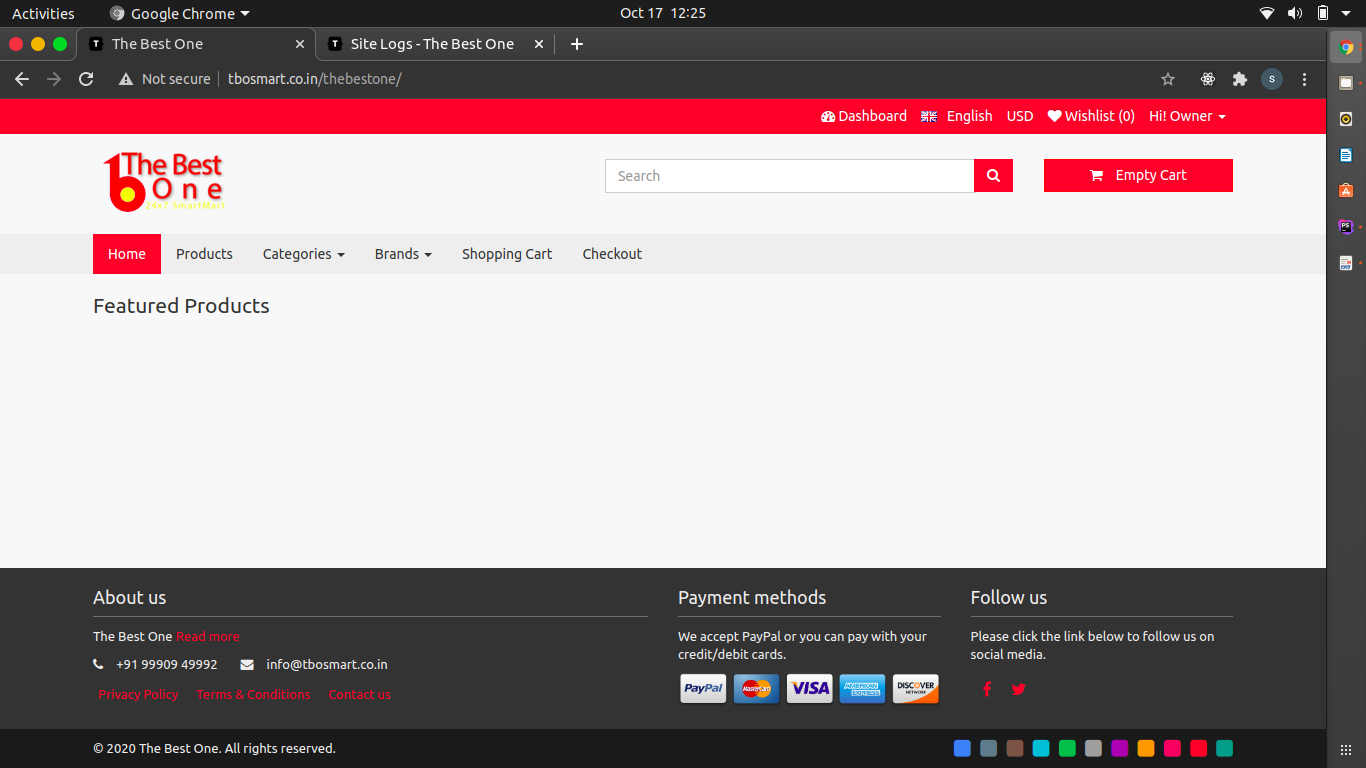 Activities Google Chrome Oct 17 12:25
The Best One Site Logs - The Best One
Not secure tbosmart.co.in/thebestone/ S
Dashboard English USD Wishlist (0) Hi! Owner
The Best
One
24x7 SmartMart
Search Empty Cart
Home Products Categories Brands Shopping Cart Checkout
Featured Products
About us Payment methods Follow us
The Best One Read more
+91 99909 49992 info@tbosmart.co.in
Privacy Policy Terms & Conditions Contact us
We accept PayPal or you can pay with your
credit/debit cards.
PayPal MasterCard VISA AMERICAN EXPRESS DISCOVER NETWORK
Please click the link below to follow us on
social media.
© 2020 The Best One. All rights reserved.